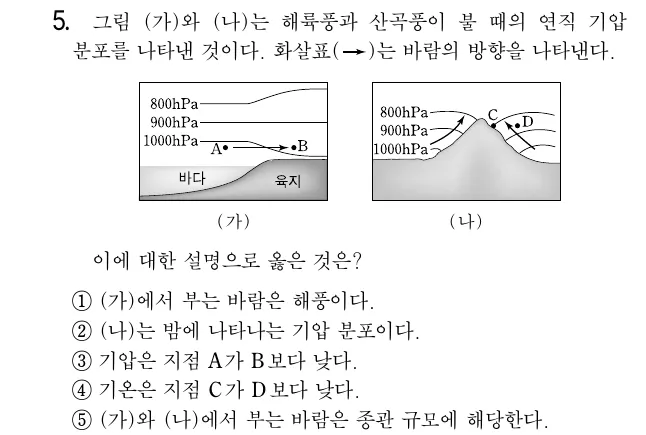 5. 그림 (가)와 (나)는 해륙풍과 산곡풍이 불 때의 연직 기압
분포를 나타낸 것이다. 화살표(→)는 바람의 방향을 나타낸다.
800hPa
900hPa
1000hPa
A
B
바다
육지
(가)
800hPa
900hPa
1000hPa
C
D
(나)
이에 대한 설명으로 옳은 것은?
① (가)에서 부는 바람은 해풍이다.
② (나)는 밤에 나타나는 기압 분포이다.
③ 기압은 지점 A가 B보다 낮다.
④ 기온은 지점 C가 D보다 낮다.
⑤ (가)와 (나)에서 부는 바람은 종관 규모에 해당한다.